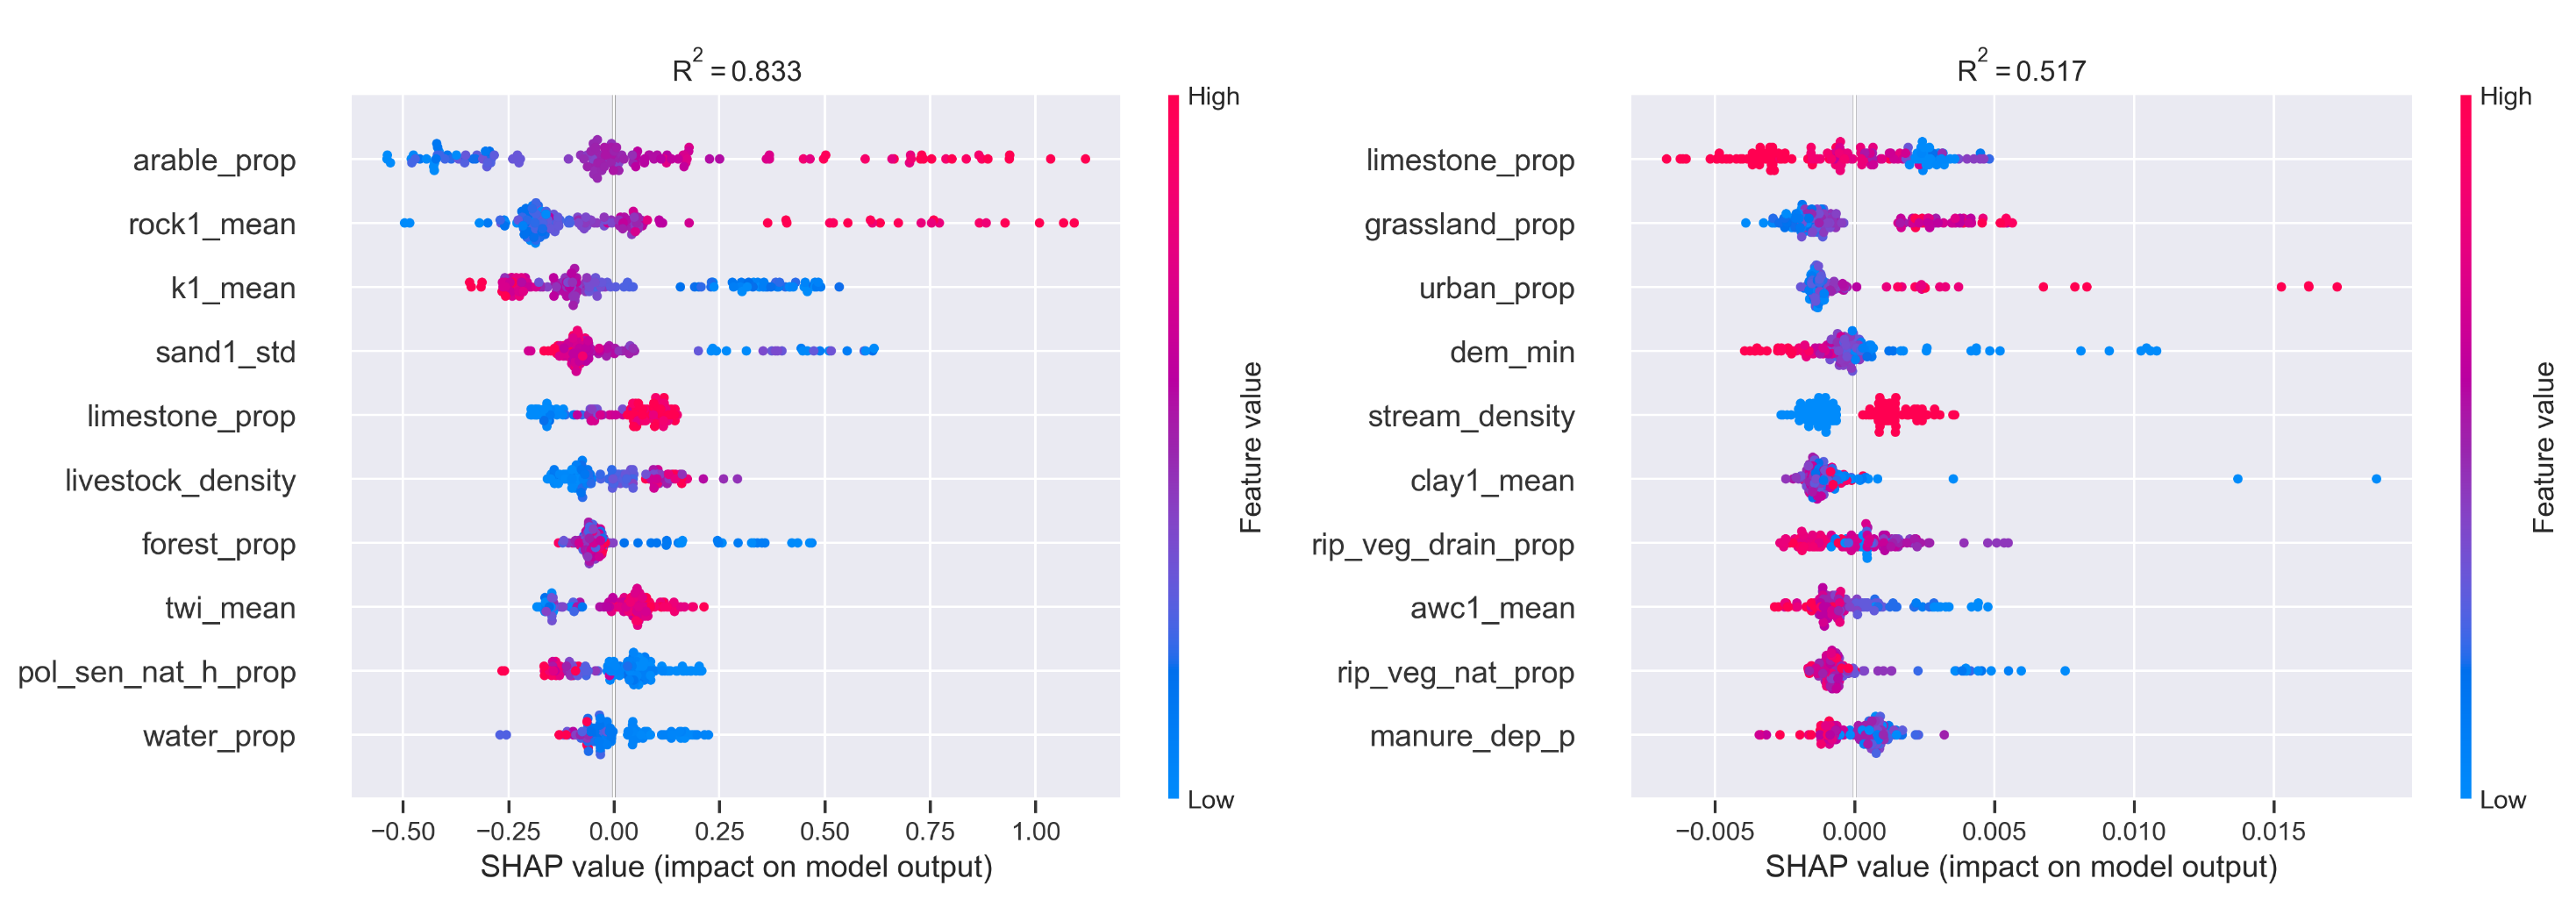 R² = 0.833
High
arable_prop
rock1_mean
k1_mean
sand1_std
limestone_prop
livestock_density
forest_prop
twi_mean
pol_sen_nat_h_prop
water_prop
Feature value
Low
−0.50 −0.25 0.00 0.25 0.50 0.75 1.00
SHAP value (impact on model output)
R² = 0.517
High
limestone_prop
grassland_prop
urban_prop
dem_min
stream_density
clay1_mean
rip_veg_drain_prop
awc1_mean
rip_veg_nat_prop
manure_dep_p
Feature value
Low
−0.005 0.000 0.005 0.010 0.015
SHAP value (impact on model output)